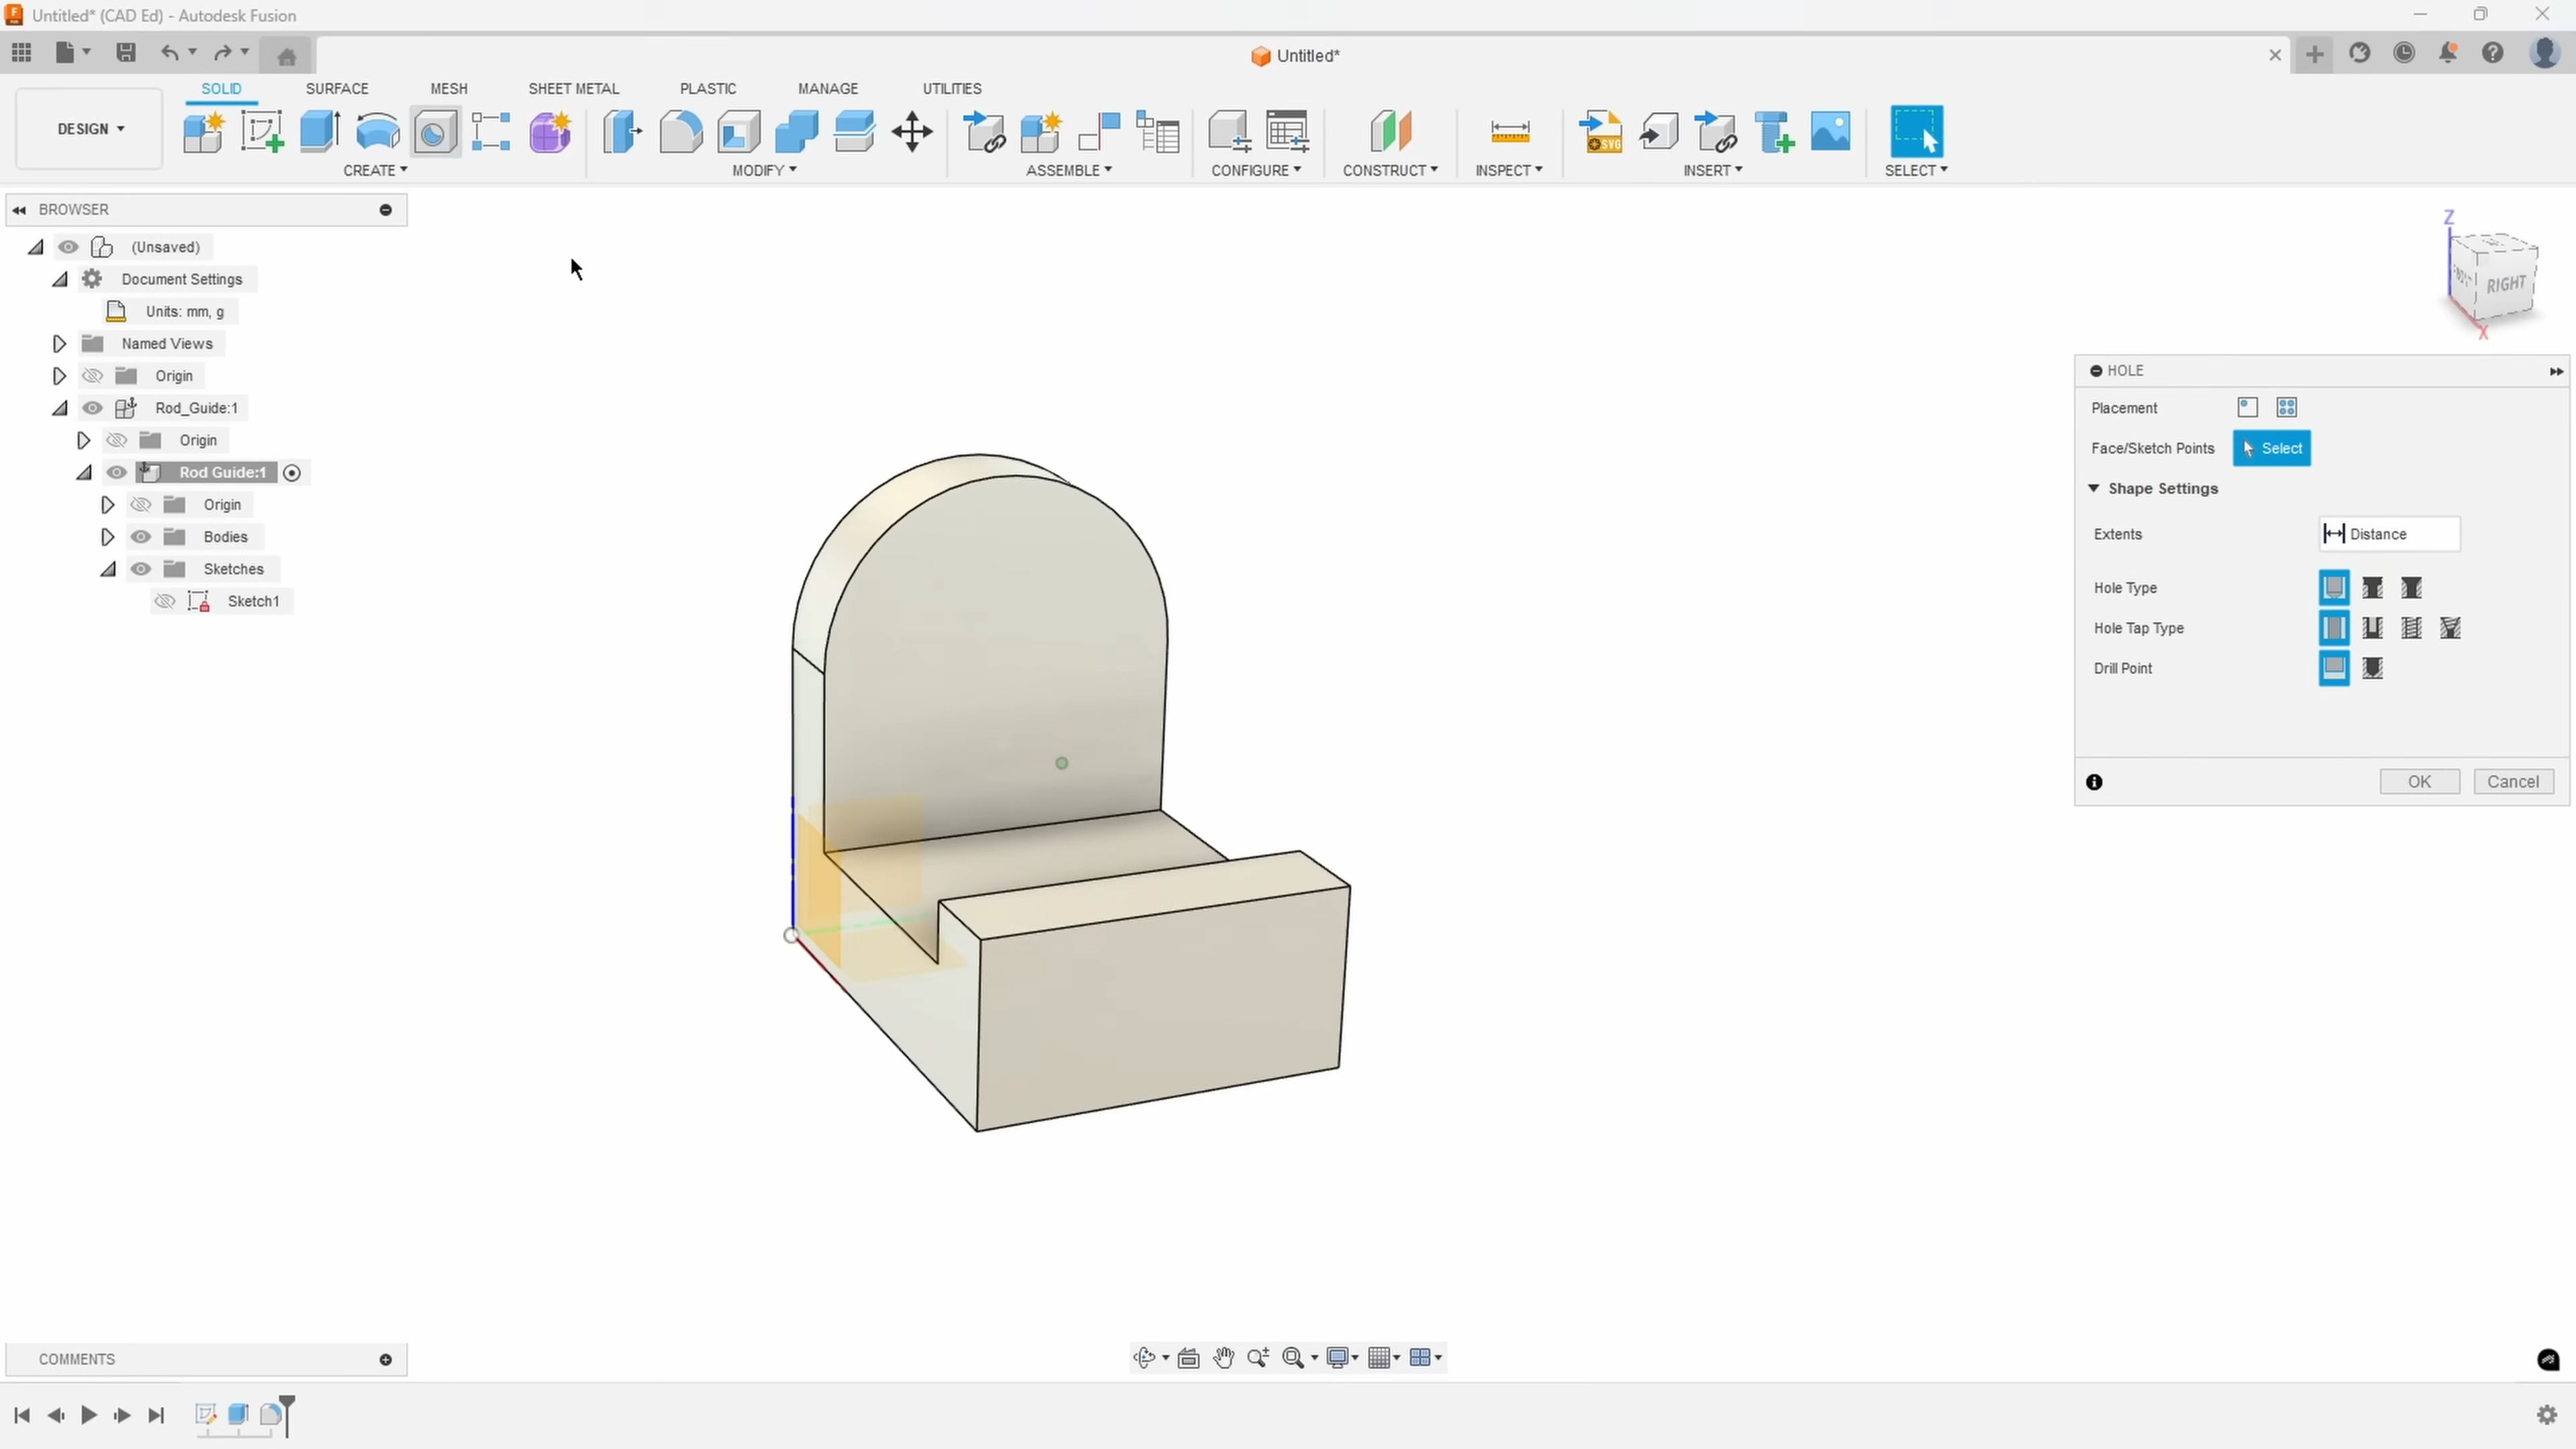 Untitled* (CAD Ed) - Autodesk Fusion
Untitled*
SOLID
SURFACE
MESH
SHEET METAL
PLASTIC
MANAGE
UTILITIES
DESIGN
CREATE
MODIFY
ASSEMBLE
CONFIGURE
CONSTRUCT
INSPECT
SVG
INSERT
SELECT
BROWSER
(Unsaved)
Document Settings
Units: mm, g
Named Views
Origin
Rod_Guide:1
Origin
Rod Guide:1
Origin
Bodies
Sketches
Sketch1
Z
RIGHT
X
HOLE
Placement
Face/Sketch Points
Select
Shape Settings
Extents
Distance
Hole Type
Hole Tap Type
Drill Point
OK
Cancel
COMMENTS